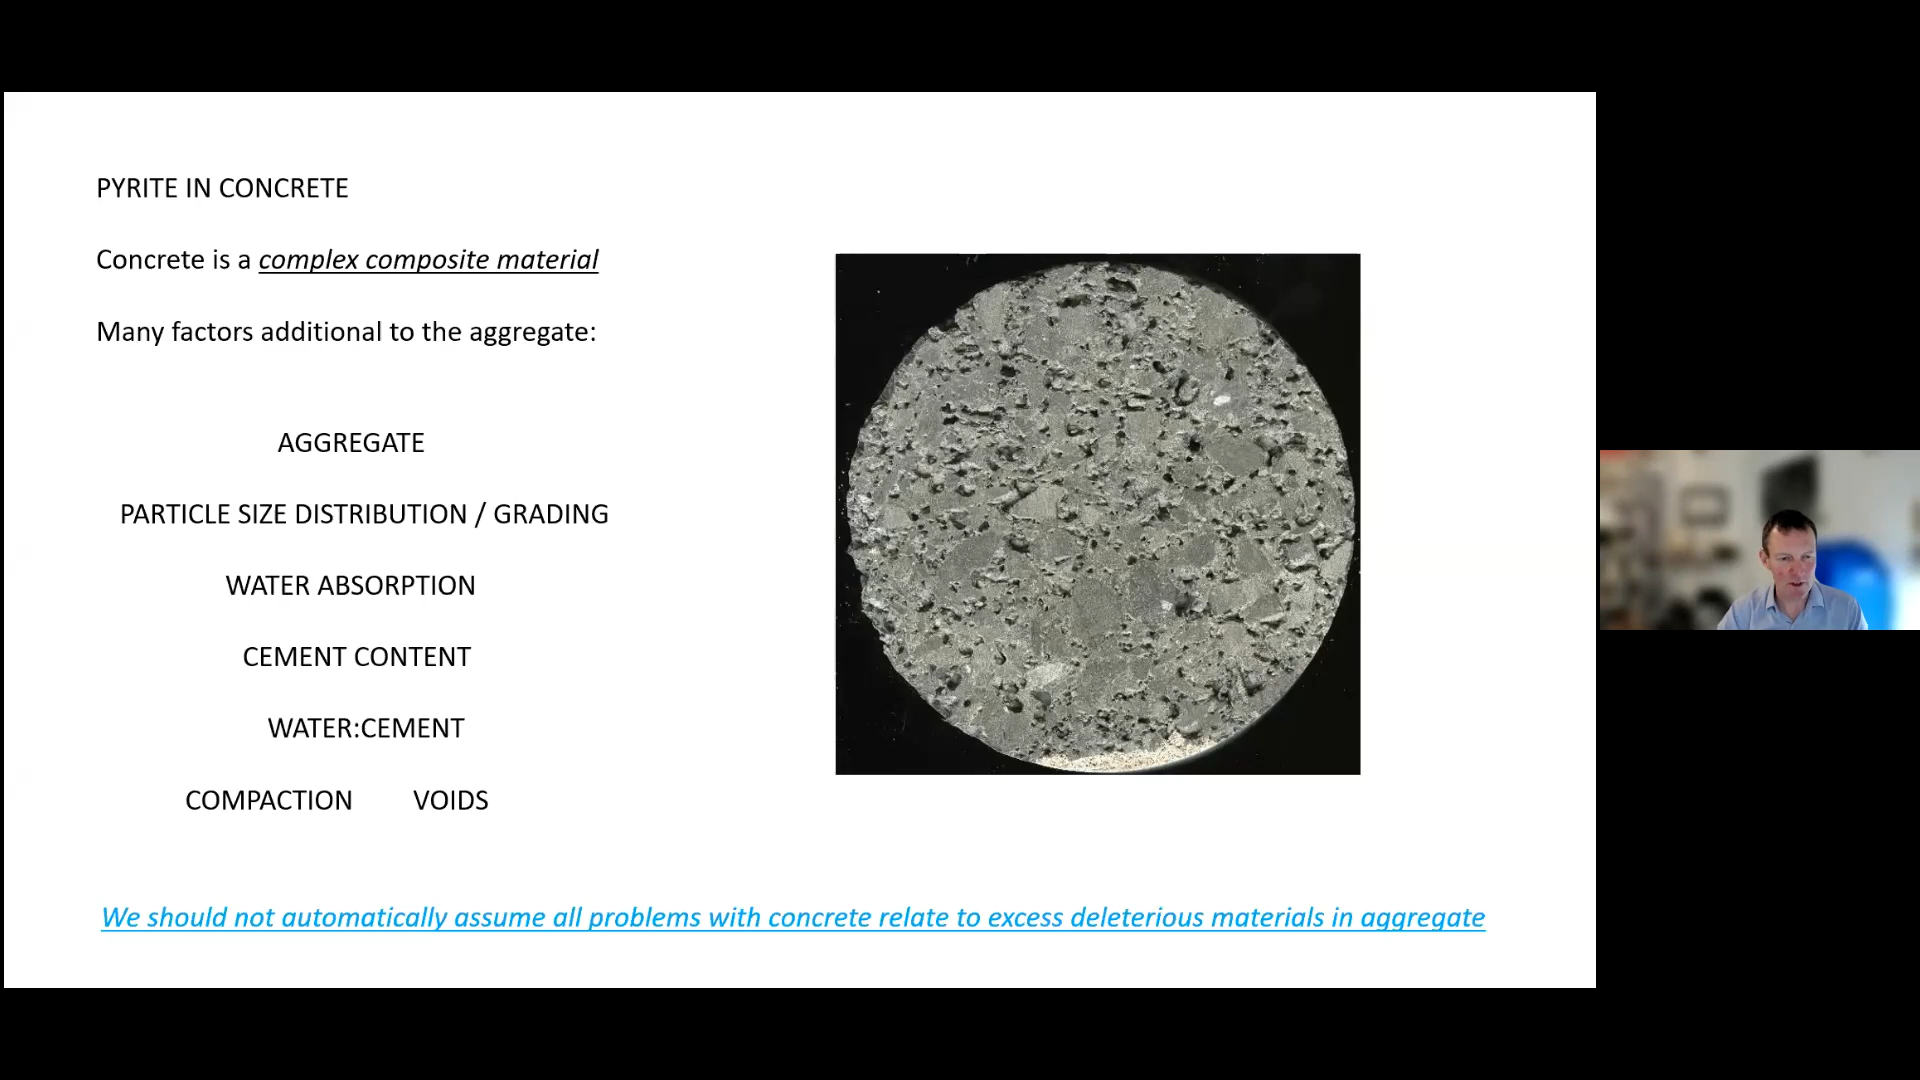 PYRITE IN CONCRETE
Concrete is a complex composite material
Many factors additional to the aggregate:
AGGREGATE
PARTICLE SIZE DISTRIBUTION / GRADING
WATER ABSORPTION
CEMENT CONTENT
WATER:CEMENT
COMPACTION VOIDS
We should not automatically assume all problems with concrete relate to excess deleterious materials in aggregate